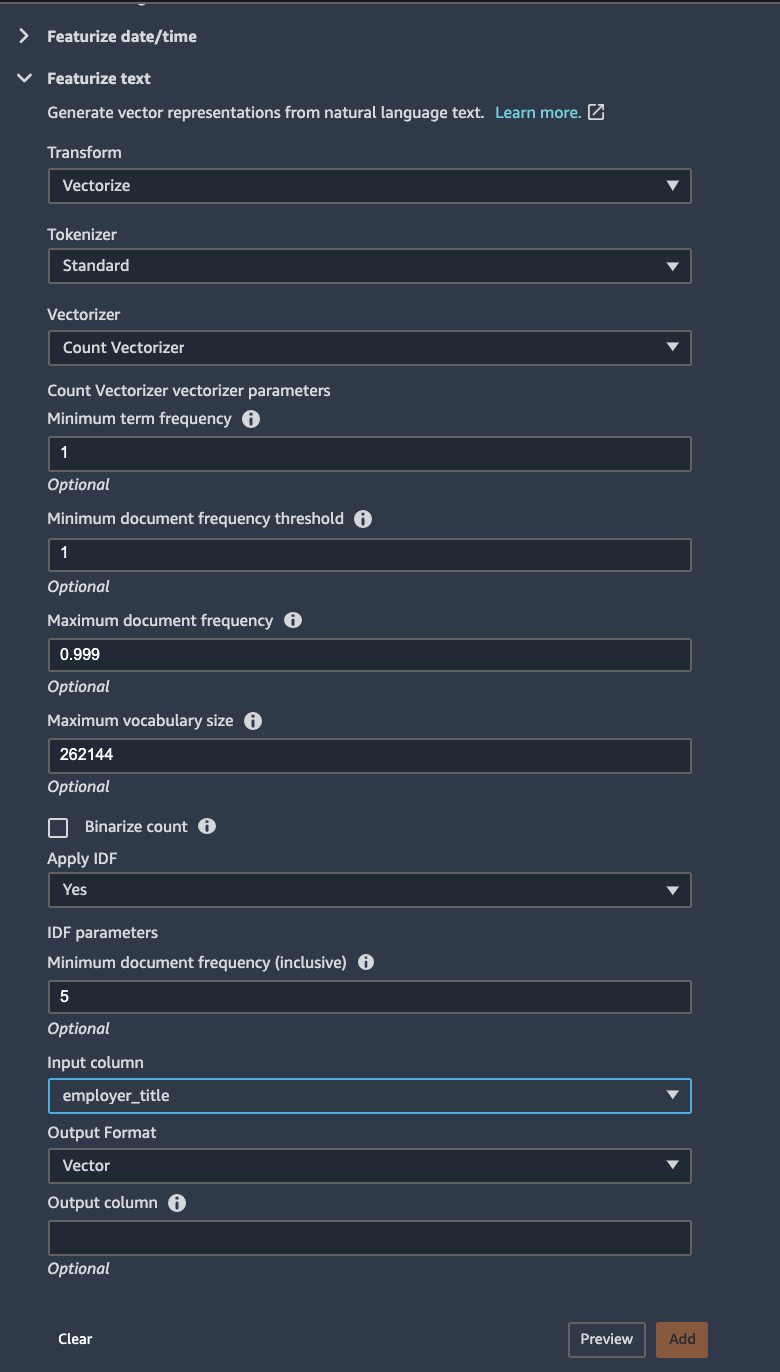 Featurize date/time
Featurize text
Generate vector representations from natural language text. Learn more.
Transform
Vectorize
Tokenizer
Standard
Vectorizer
Count Vectorizer
Count Vectorizer vectorizer parameters
Minimum term frequency
1
Optional
Minimum document frequency threshold
1
Optional
Maximum document frequency
0.999
Optional
Maximum vocabulary size
262144
Optional
Binarize count
Apply IDF
Yes
IDF parameters
Minimum document frequency (inclusive)
5
Optional
Input column
employer_title
Output Format
Vector
Output column
Optional
Clear Preview Add